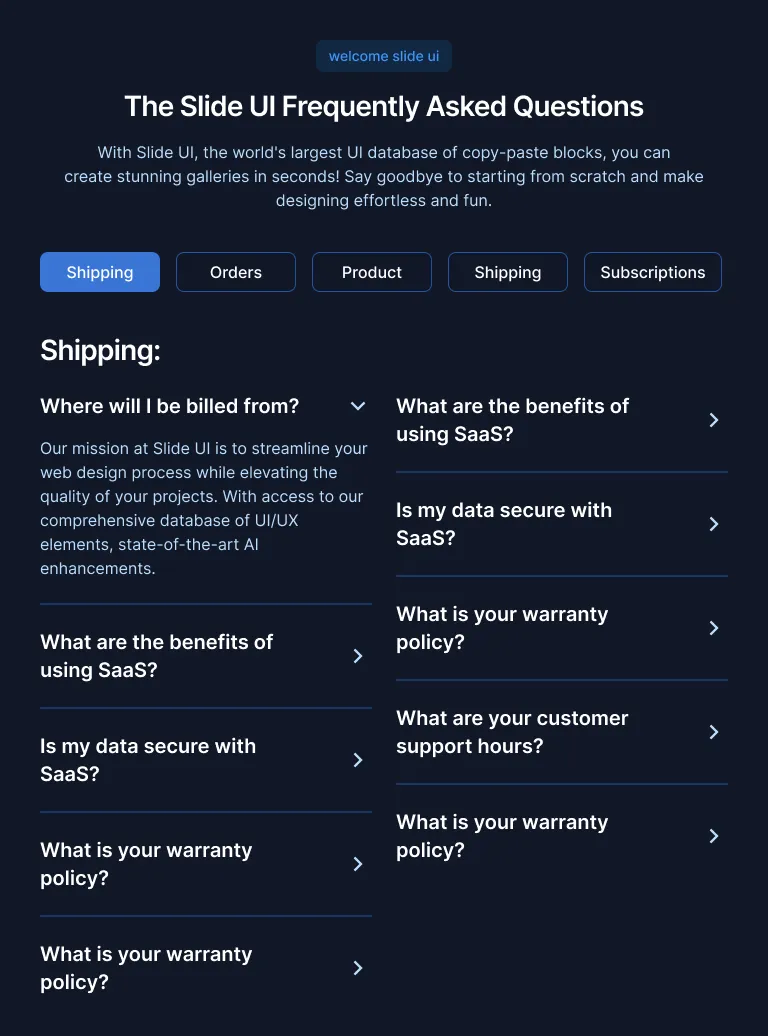 welcome slide ui
The Slide UI Frequently Asked Questions
With Slide UI, the world's largest UI database of copy-paste blocks, you can
create stunning galleries in seconds! Say goodbye to starting from scratch and make
designing effortless and fun.
Shipping
Orders
Product
Shipping
Subscriptions
Shipping:
Where will I be billed from?
Our mission at Slide UI is to streamline your
web design process while elevating the
quality of your projects. With access to our
comprehensive database of UI/UX
elements, state-of-the-art AI
enhancements.
What are the benefits of
using SaaS?
Is my data secure with
SaaS?
What is your warranty
policy?
What is your warranty
policy?
What are the benefits of
using SaaS?
Is my data secure with
SaaS?
What is your warranty
policy?
What are your customer
support hours?
What is your warranty
policy?